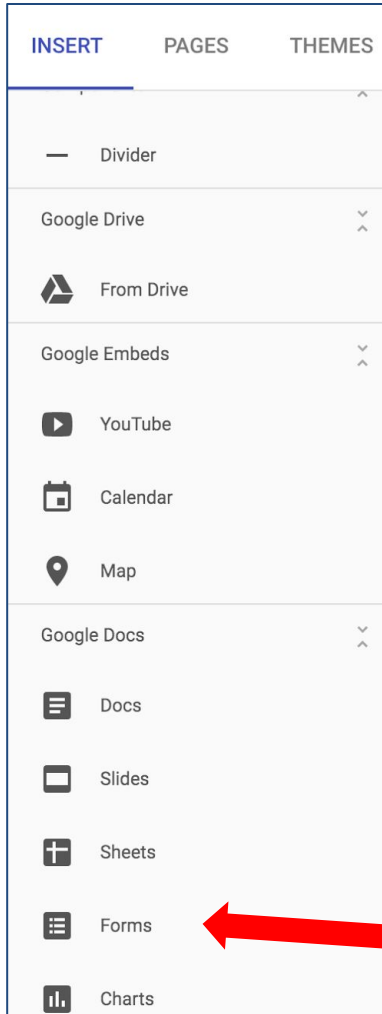 INSERT PAGES THEMES
Divider
Google Drive
From Drive
Google Embeds
YouTube
Calendar
Map
Google Docs
Docs
Slides
Sheets
Forms
Charts